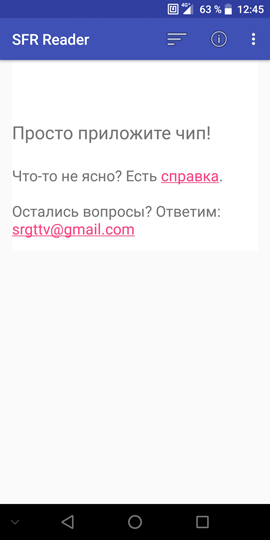 4G 63 % 12:45
SFR Reader
Просто приложите чип!
Что-то не ясно? Есть справка.
Остались вопросы? Ответим:
srgttv@gmail.com